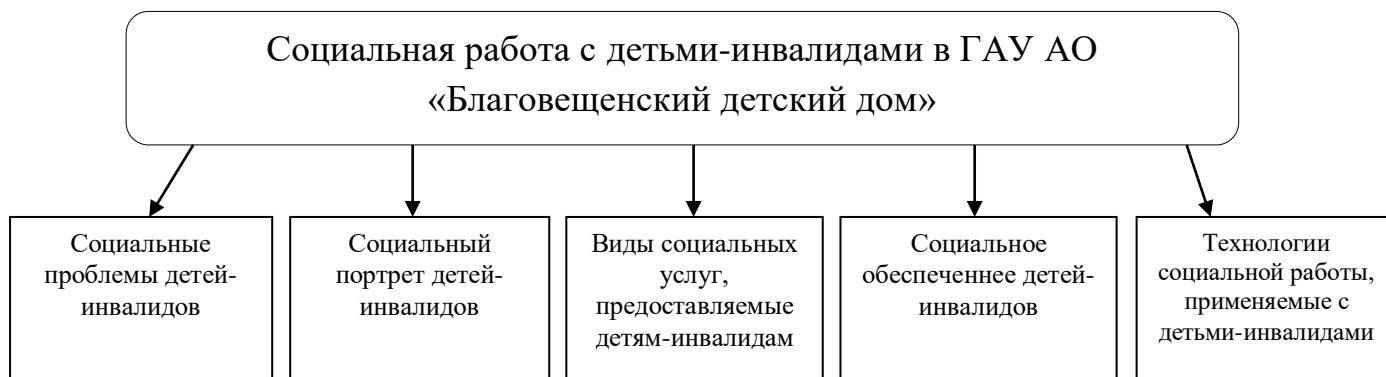 Социальная работа с детьми-инвалидами в ГАУ АО
«Благовещенский детский дом»
Социальные
проблемы детей-
инвалидов
Социальный
портрет детей-
инвалидов
Виды социальных
услуг,
предоставляемые
детям-инвалидам
Социальное
обеспеченнее детей-
инвалидов
Технологии
социальной работы,
применяемые с
детьми-инвалидами